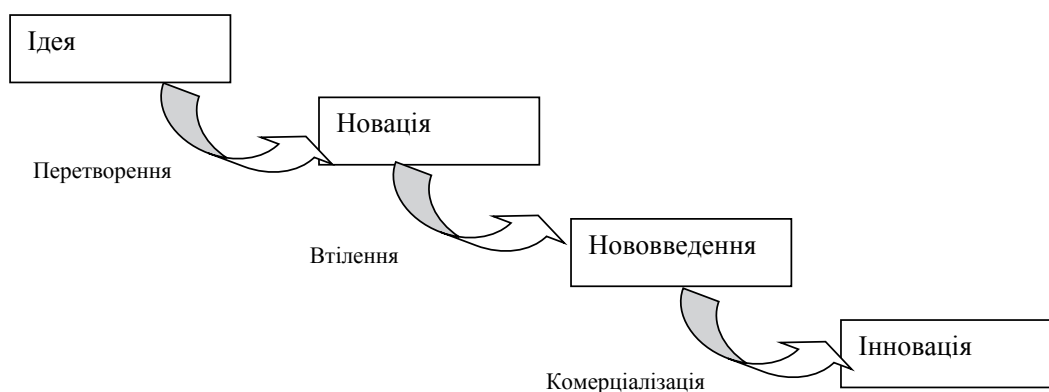 Ідея
Новація
Перетворення
Втілення
Нововведення
Інновація
Комерціалізація